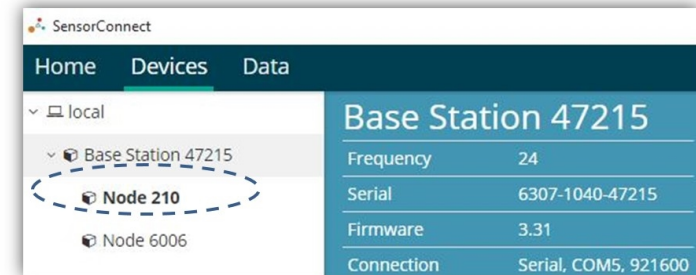 SensorConnect
Home Devices Data
local
Base Station 47215
Node 210
Node 6006
Base Station 47215
Frequency 24
Serial 6307-1040-47215
Firmware 3.31
Connection Serial, COM5, 921600